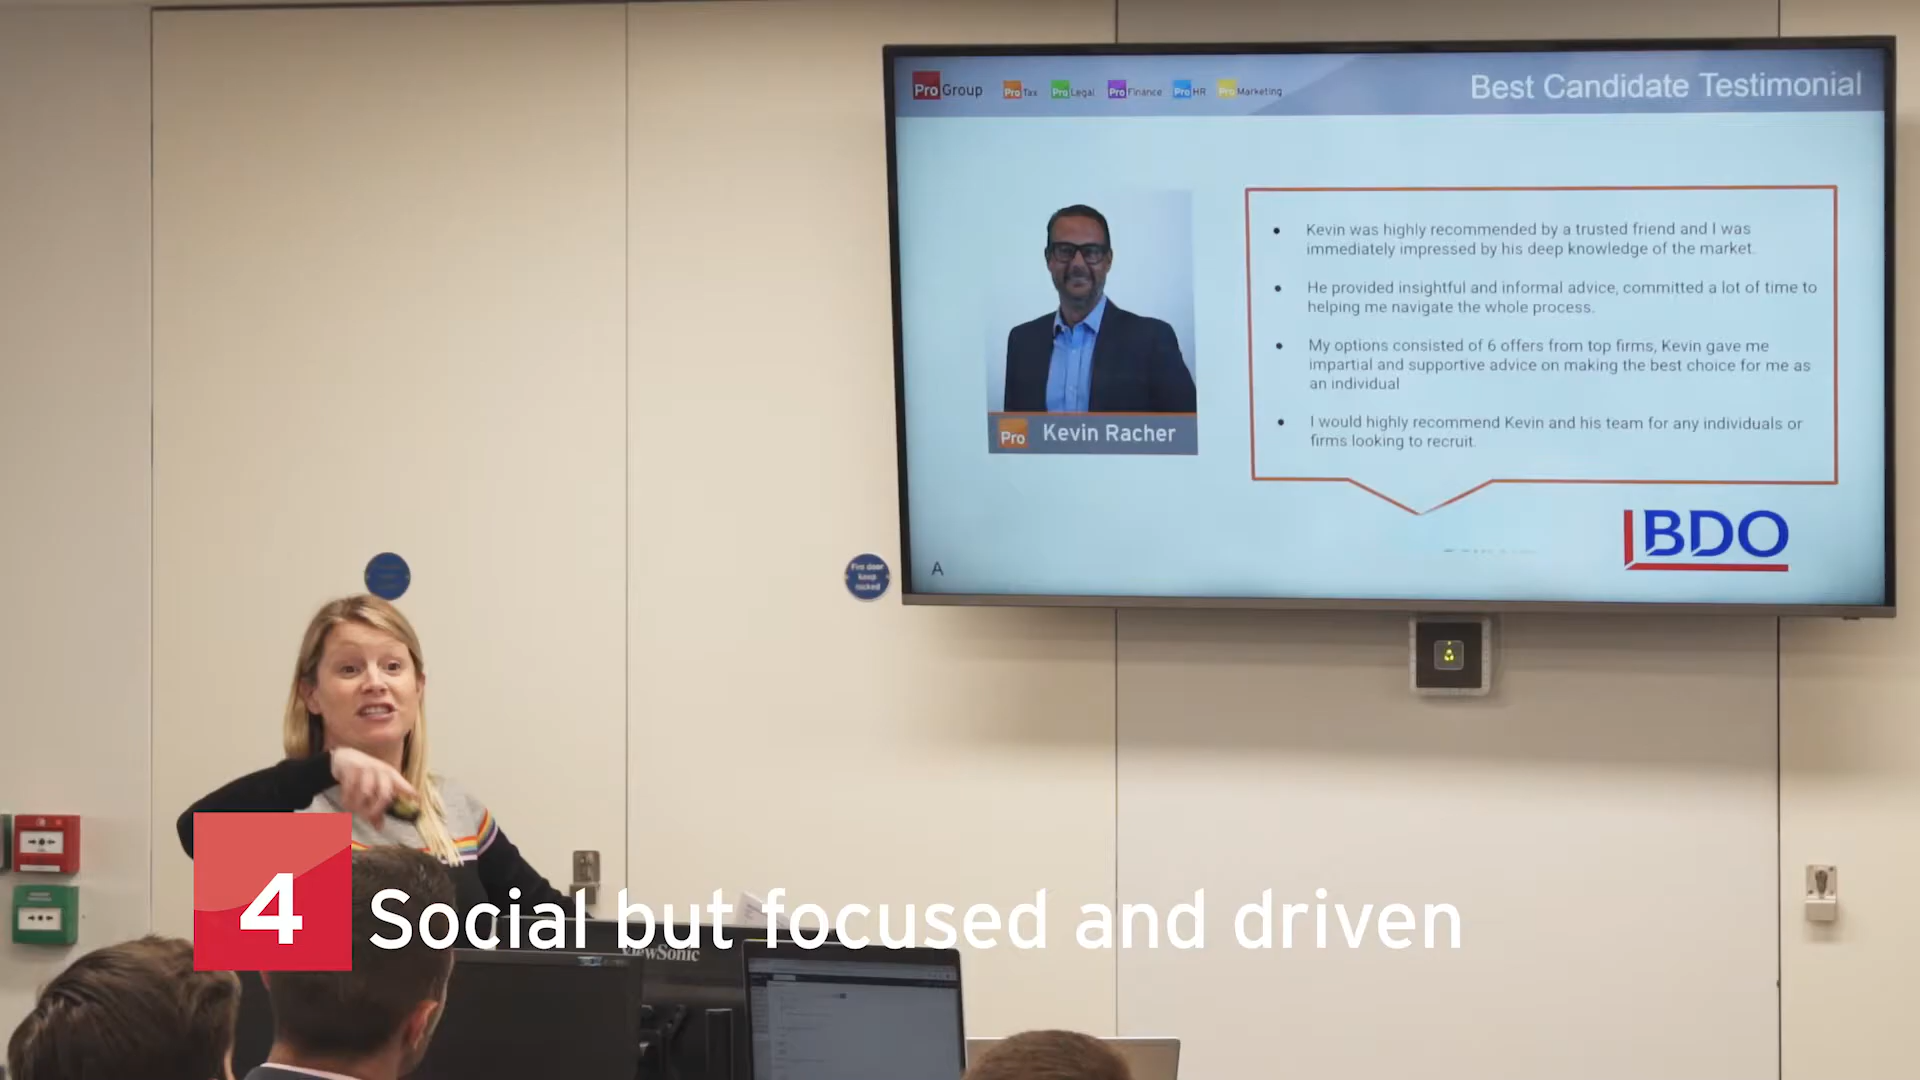 Pro Group
Pro Tax
Pro Legal
Pro Finance
Pro HR
Pro Marketing
Best Candidate Testimonial
• Kevin was highly recommended by a trusted friend and I was
immediately impressed by his deep knowledge of the market.
• He provided insightful and informal advice, committed a lot of time to
helping me navigate the whole process.
• My options consisted of 6 offers from top firms, Kevin gave me
impartial and supportive advice on making the best choice for me as
an individual
• I would highly recommend Kevin and his team for any individuals or
firms looking to recruit.
Pro Kevin Racher
BDO
A
Fire door
keep
locked
4 Social but focused and driven
ViewSonic